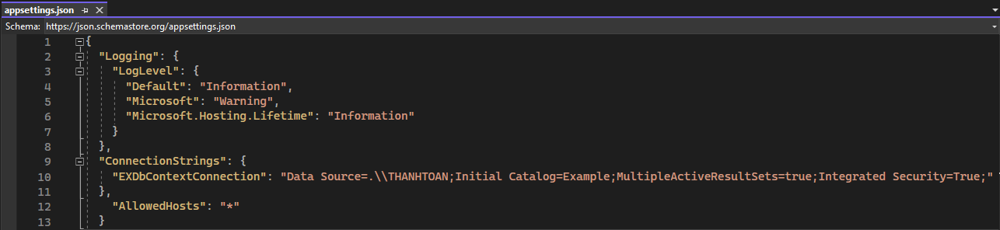 appsettings.json
Schema: https://json.schemastore.org/appsettings.json
1 {
2 "Logging": {
3 "LogLevel": {
4 "Default": "Information",
5 "Microsoft": "Warning",
6 "Microsoft.Hosting.Lifetime": "Information"
7 }
8 },
9 "ConnectionStrings": {
10 "EXDbContextConnection": "Data Source=.\\THANHTOAN;Initial Catalog=Example;MultipleActiveResultSets=true;Integrated Security=True;"
11 },
12 "AllowedHosts": "*"
13 }